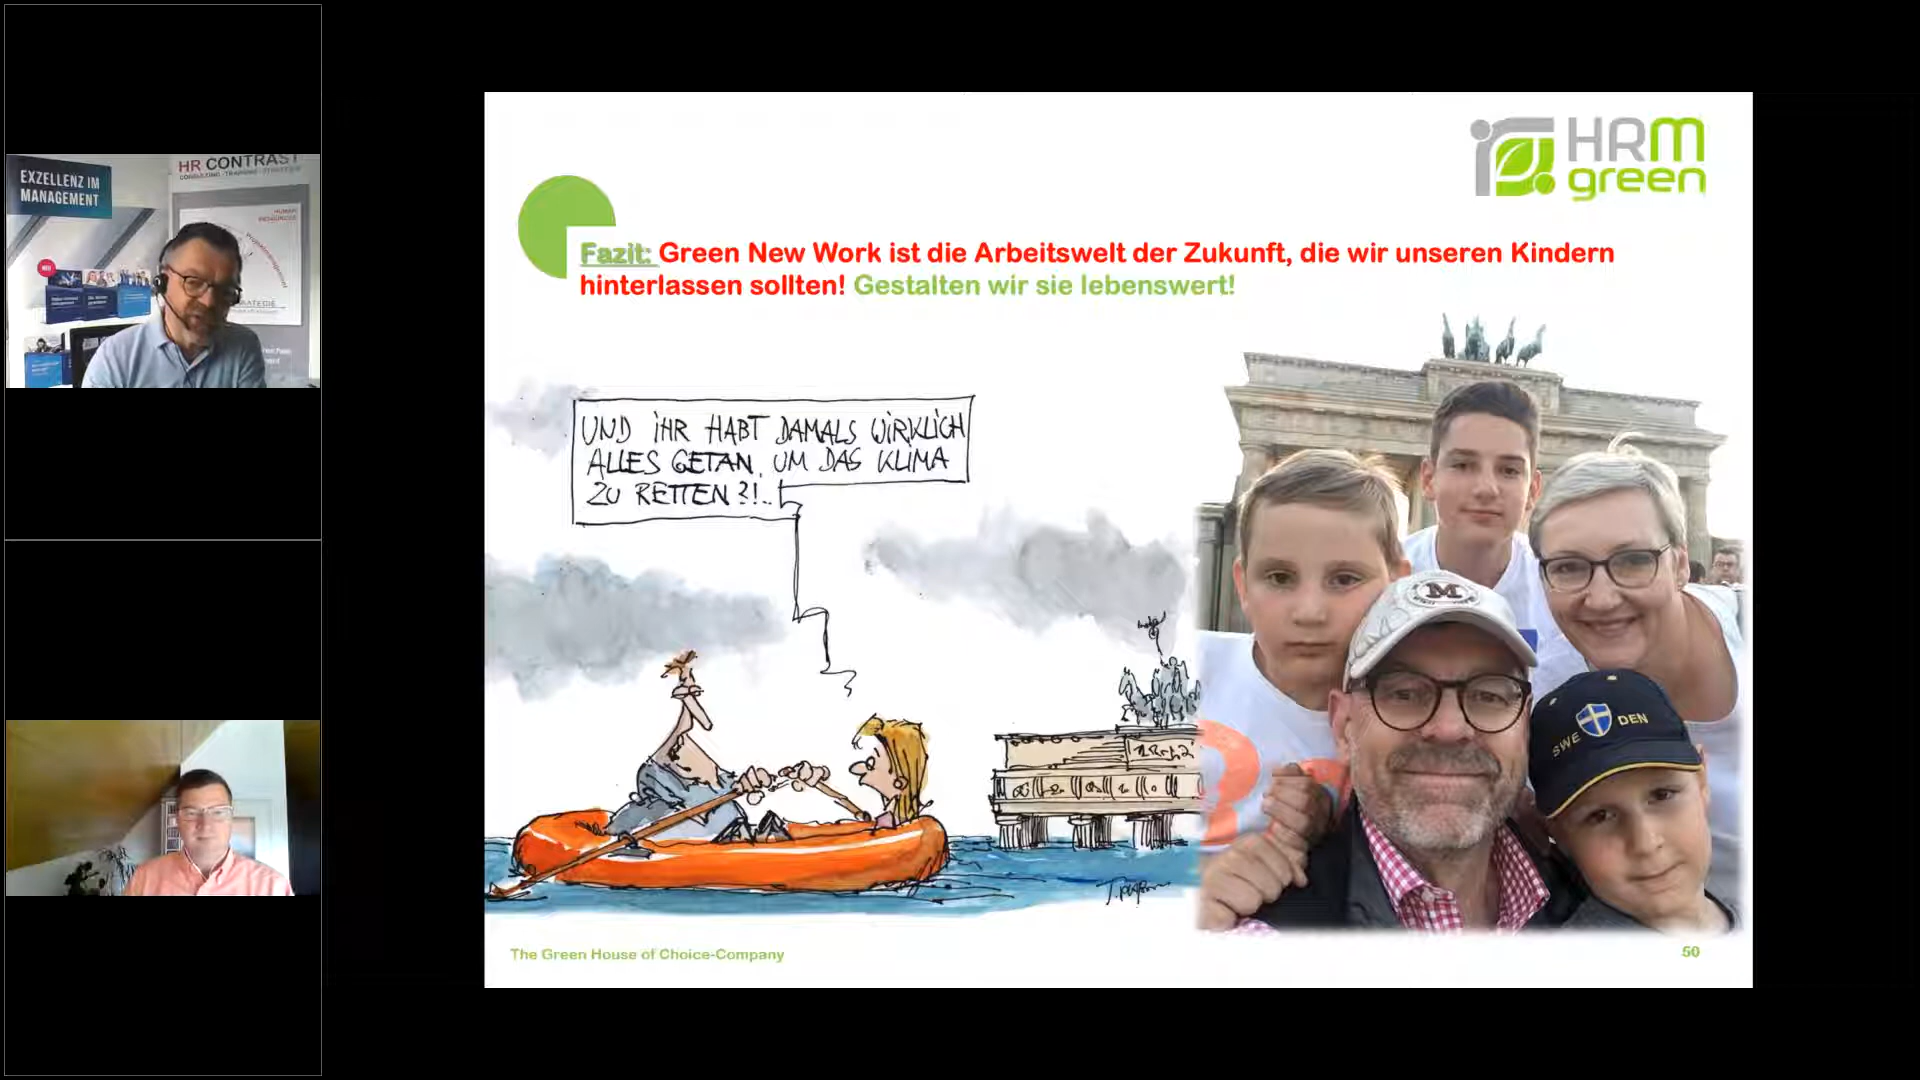 EXZELLENZ IM
MANAGEMENT
HR CONTRAST
HRM
green
Fazit: Green New Work ist die Arbeitswelt der Zukunft, die wir unseren Kindern
hinterlassen sollten! Gestalten wir sie lebenswert!
UND IHR HABT DAMALS WIRKLICH
ALLES GETAN, UM DAS KLIMA
ZU RETTEN?!..
M
SWE DEN
The Green House of Choice-Company
50